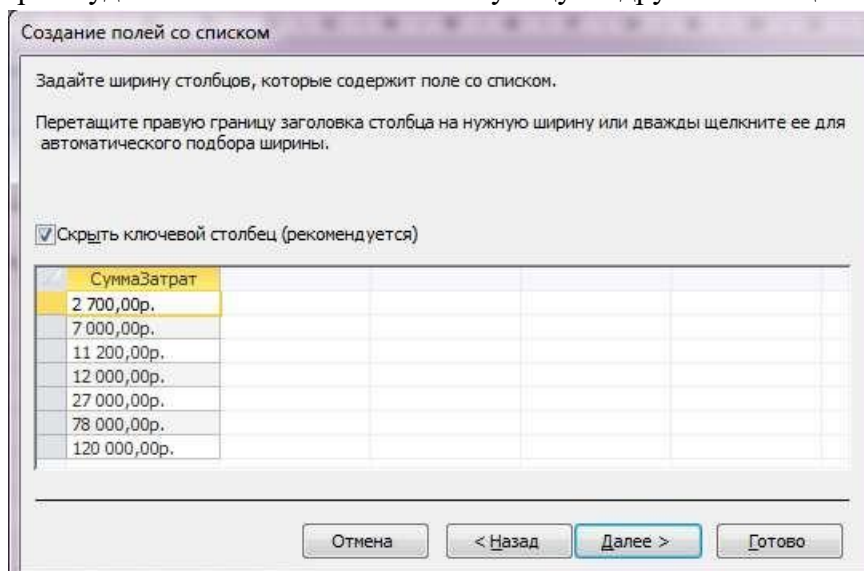 Создание полей со списком
Задайте ширину столбцов, которые содержит поле со списком.
Перетащите правую границу заголовка столбца на нужную ширину или дважды щелкните ее для
автоматического подбора ширины.
Скрыть ключевой столбец (рекомендуется)
СуммаЗатрат
2 700,00р.
7 000,00р.
11 200,00р.
12 000,00р.
27 000,00р.
78 000,00р.
120 000,00р.
Отмена
< Назад
Далее >
Готово